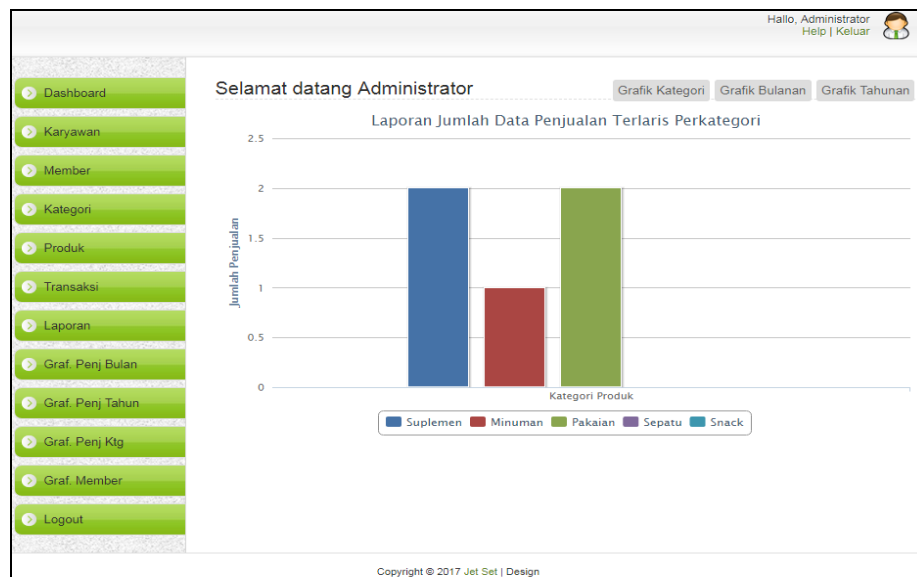 Hallo, Administrator
Help | Keluar
Dashboard
Karyawan
Member
Kategori
Produk
Transaksi
Laporan
Graf. Penj Bulan
Graf. Penj Tahun
Graf. Penj Ktg
Graf. Member
Logout
Selamat datang Administrator
Grafik Kategori Grafik Bulanan Grafik Tahunan
Laporan Jumlah Data Penjualan Terlaris Perkategori
Jumlah Penjualan
2.5
2
1.5
1
0.5
0
Kategori Produk
Suplemen Minuman Pakaian Sepatu Snack
Copyright © 2017 Jet Set | Design